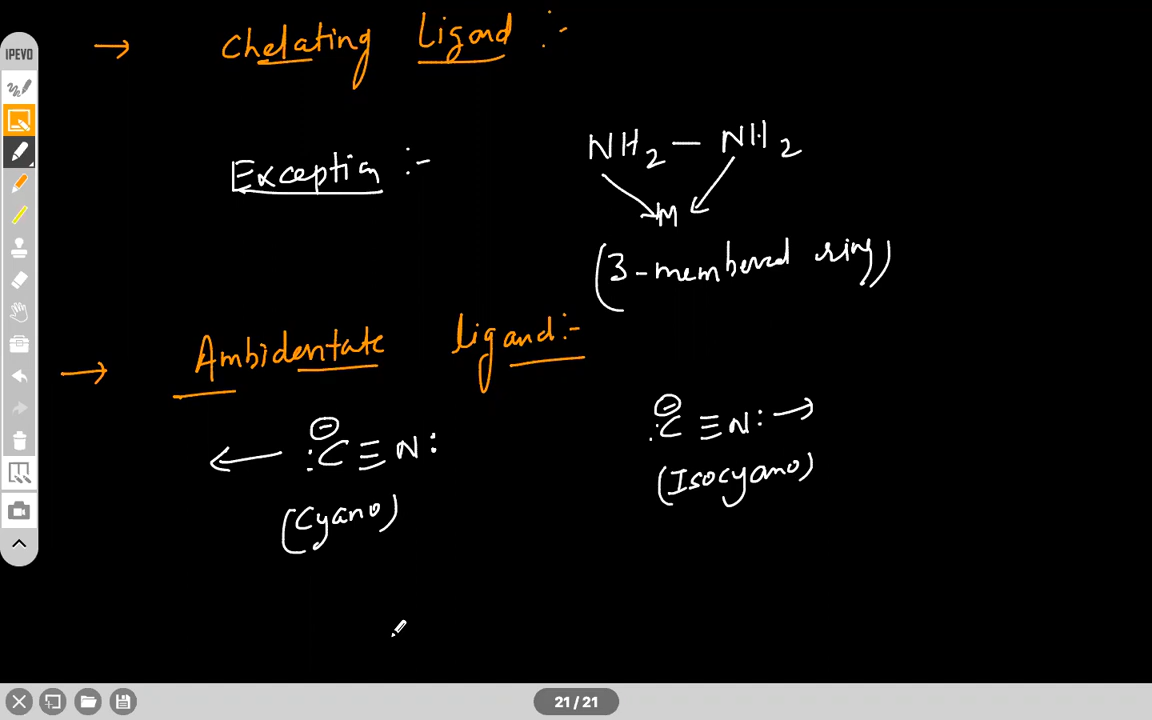 IPEVO
→ Chelating Ligand :-
Exception :- NH2 — NH2
M
(3-membered ring)
→ Ambidentate ligand:-
← :C⊖ ≡ N: :C⊖ ≡ N: →
(Cyano) (Isocyano)
21 / 21